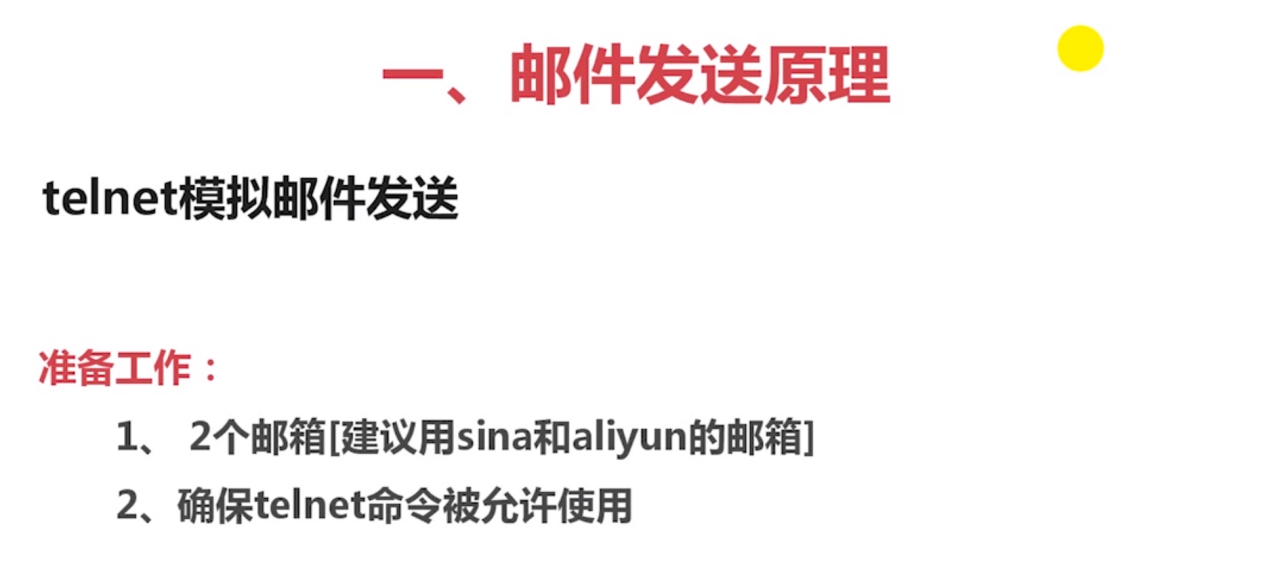 一、邮件发送原理
telnet模拟邮件发送
准备工作：
1、 2个邮箱[建议用sina和aliyun的邮箱]
2、确保telnet命令被允许使用